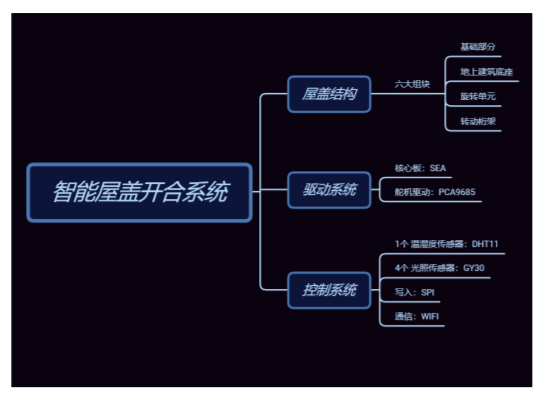 智能屋盖开合系统
屋盖结构
六大组块
基础部分
地上建筑底座
旋转单元
转动桁架
驱动系统
核心板：SEA
舵机驱动：PCA9685
控制系统
1个 温湿度传感器：DHT11
4个 光照传感器：GY30
写入：SPI
通信：WIFI